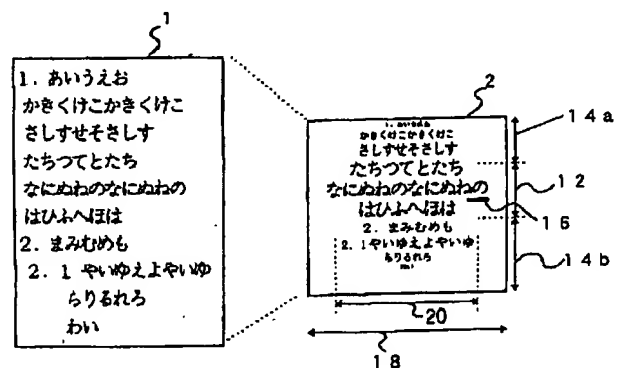 1
1. あいうえお
かきくけこかきくけこ
さしすせそさしす
たちつてとたち
なにぬねのなにぬねの
はひふへほは
2. まみむめも
2. 1 やいゆえよやいゆ
らりるれろ
わい
2
1. あいうえお
かきくけこかきくけこ
さしすせそさしす
たちつてとたち
なにぬねのなにぬねの
はひふへほは
2. まみむめも
2. 1 やいゆえよやいゆ
らりるれろ
14a
12
16
14b
20
18